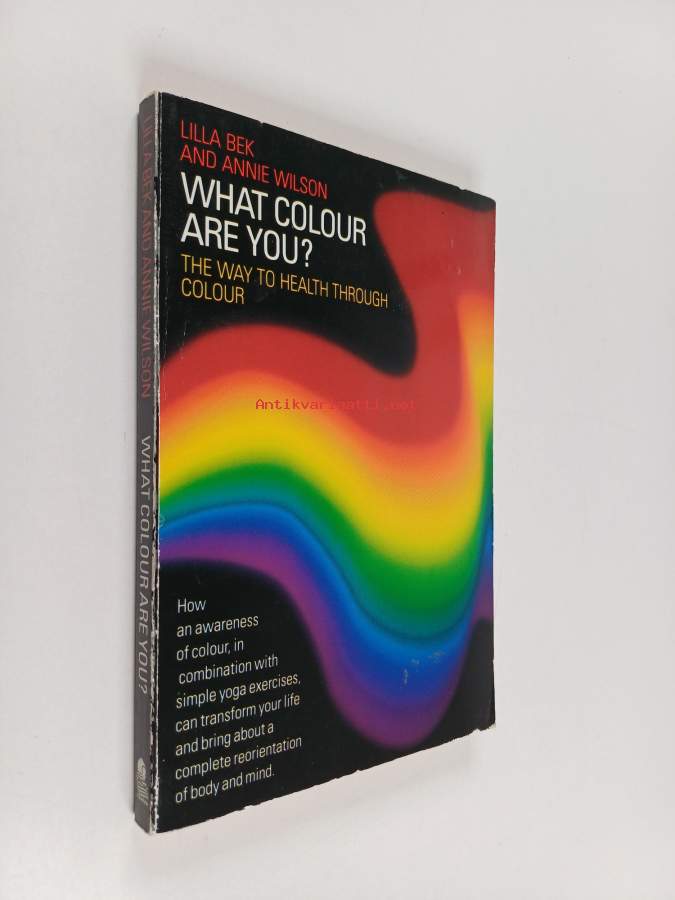 LILLA BEK
AND ANNIE WILSON
WHAT COLOUR
ARE YOU?
THE WAY TO HEALTH THROUGH
COLOUR
Antikvariaatti.net
How
an awareness
of colour, in
combination with
simple yoga exercises,
can transform your life
and bring about a
complete reorientation
of body and mind.
LILLA BEK AND ANNIE WILSON WHAT COLOUR ARE YOU?